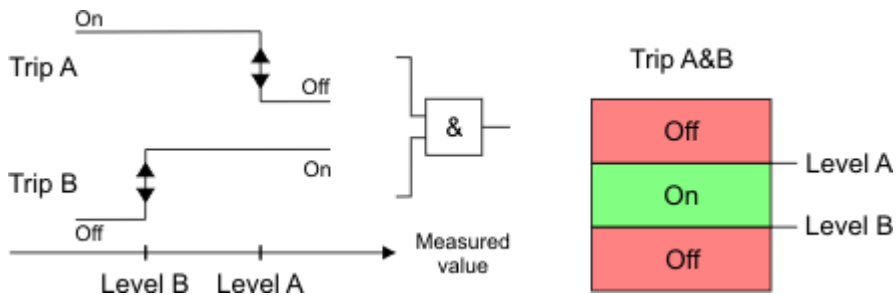 On
Trip A
Off
Trip B
On
Off
Level B
Level A
Measured
value
&
Trip A&B
Off
Level A
On
Level B
Off